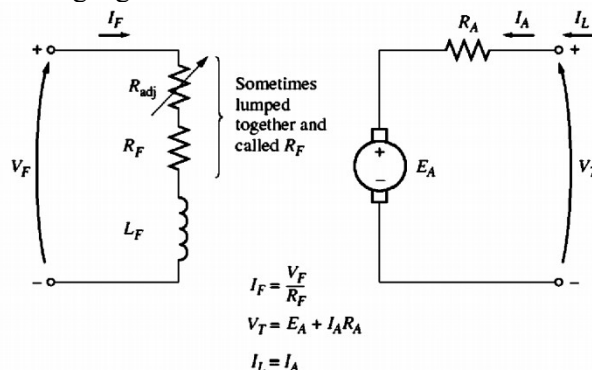 I_F
R_A
I_A
I_L
+
+
R_adj
Sometimes
lumped
together and
called R_F
V_F
R_F
+
−
E_A
V_T
L_F
−
−
I_F = V_F / R_F
V_T = E_A + I_A R_A
I_L = I_A